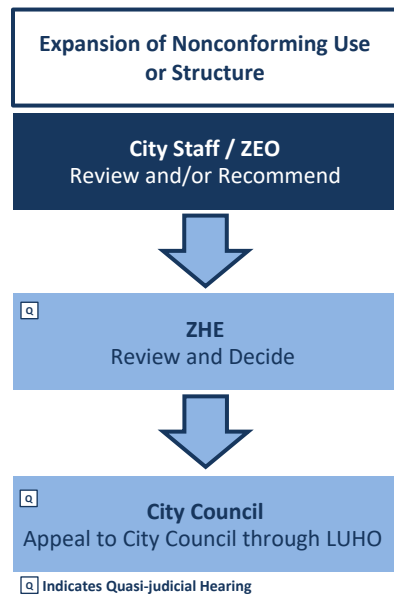 Expansion of Nonconforming Use
or Structure
City Staff / ZEO
Review and/or Recommend
Q
ZHE
Review and Decide
Q
City Council
Appeal to City Council through LUHO
Q Indicates Quasi-judicial Hearing